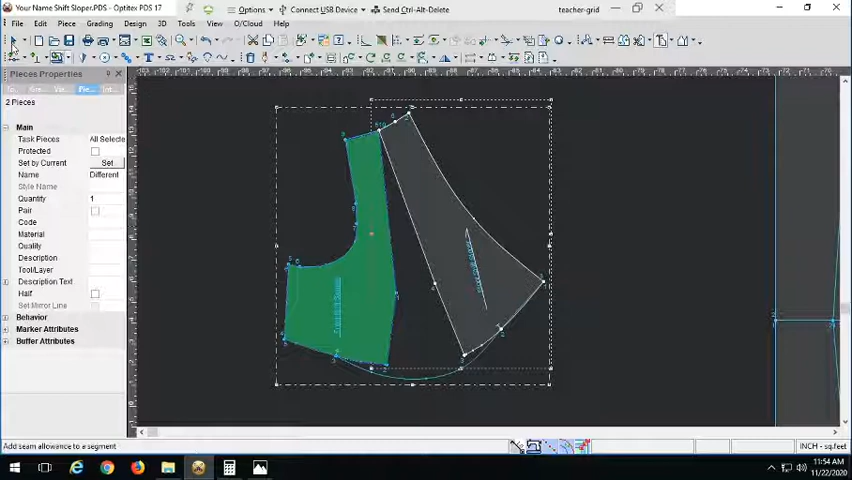 Your Name Shift Sloper.PDS - Optitex PDS 17
Options
Connect USB Device
Send Ctrl-Alt-Delete
teacher-grid
File Edit Piece Grading Design 3D Tools View O/Cloud Help
Pieces Properties
2 Pieces
Main
Task Pieces All Selecte
Protected
Set by Current Set
Name Different
Style Name
Quantity 1
Pair
Code
Material
Quality
Description
Tool/Layer
Description Text
Half
Set Mirror Line
Behavior
Marker Attributes
Buffer Attributes
Add seam allowance to a segment
INCH - sq.feet
11:54 AM
11/22/2020